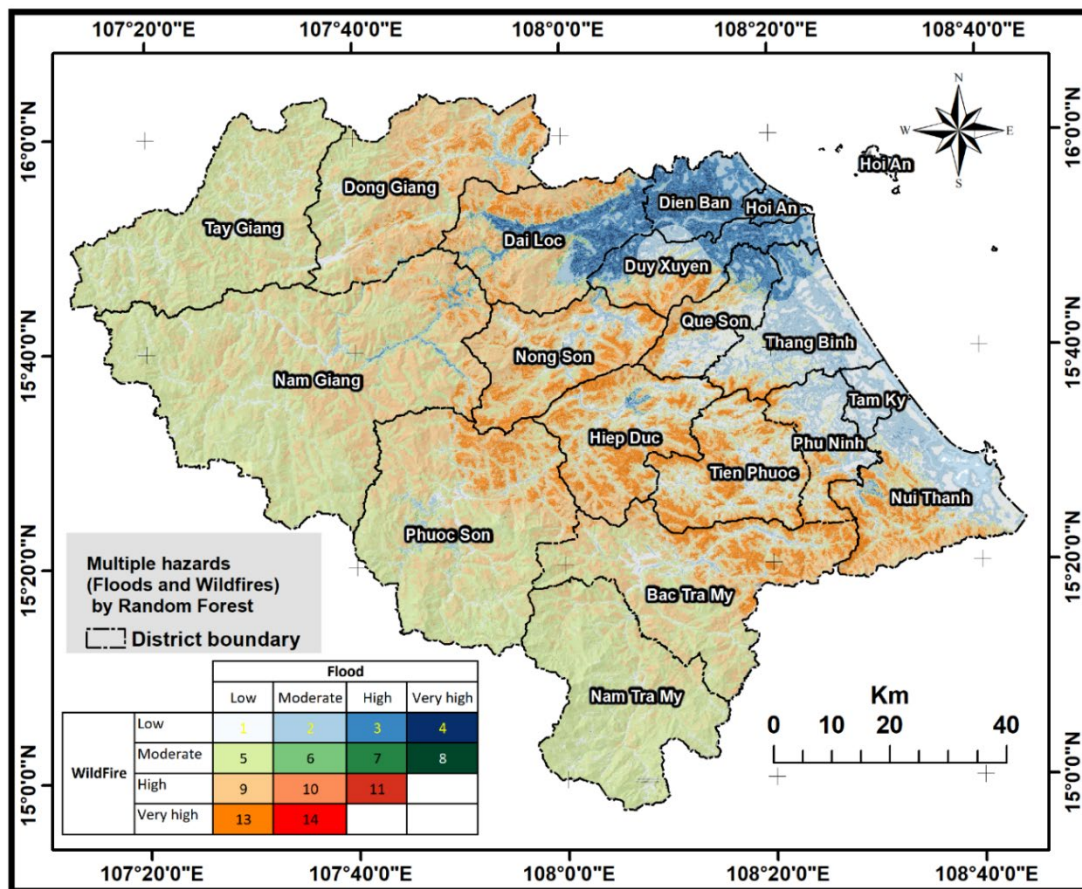 107°20'0"E 107°40'0"E 108°0'0"E 108°20'0"E 108°40'0"E
16°0'0"N
15°40'0"N
15°20'0"N
15°0'0"N
16°0'0"N
15°40'0"N
15°20'0"N
15°0'0"N
N
W E
S
Hoi An
Dong Giang
Tay Giang
Dien Ban
Hoi An
Dai Loc
Duy Xuyen
Que Son
Thang Binh
Nong Son
Nam Giang
Tam Ky
Hiep Duc
Phu Ninh
Tien Phuoc
Nui Thanh
Phuoc Son
Bac Tra My
Nam Tra My
Multiple hazards
(Floods and Wildfires)
by Random Forest
District boundary
Flood
Low Moderate High Very high
WildFire
Low 1 2 3 4
Moderate 5 6 7 8
High 9 10 11
Very high 13 14
Km
0 10 20 40
107°20'0"E 107°40'0"E 108°0'0"E 108°20'0"E 108°40'0"E